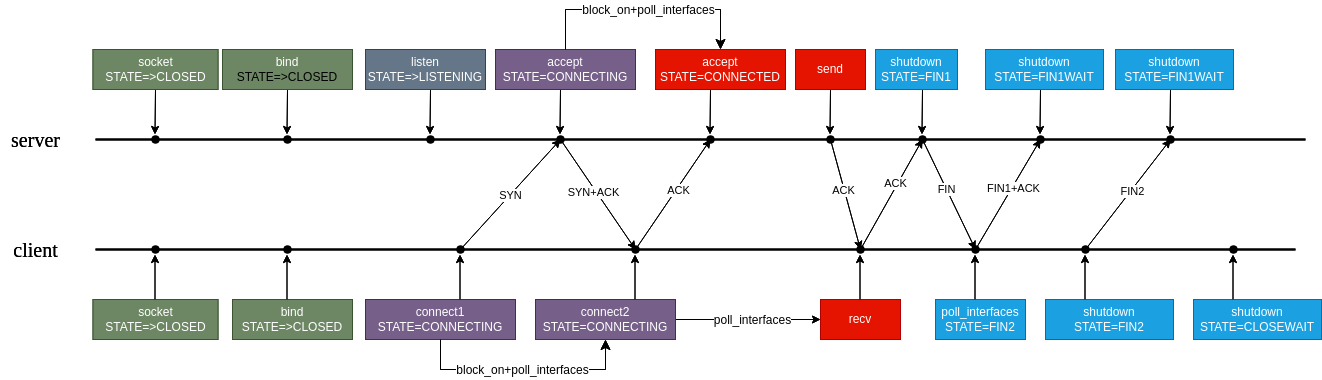 block_on+poll_interfaces
socket
STATE=>CLOSED
bind
STATE=>CLOSED
listen
STATE=>LISTENING
accept
STATE=>CONNECTING
accept
STATE=>CONNECTED
send
shutdown
STATE=FIN1
shutdown
STATE=FIN1WAIT
shutdown
STATE=FIN1WAIT
server
SYN
SYN+ACK
ACK
ACK
ACK
FIN
FIN1+ACK
FIN2
client
socket
STATE=>CLOSED
bind
STATE=>CLOSED
connect1
STATE=CONNECTING
connect2
STATE=CONNECTING
poll_interfaces
recv
poll_interfaces
STATE=FIN2
shutdown
STATE=FIN2
shutdown
STATE=CLOSEWAIT
block_on+poll_interfaces